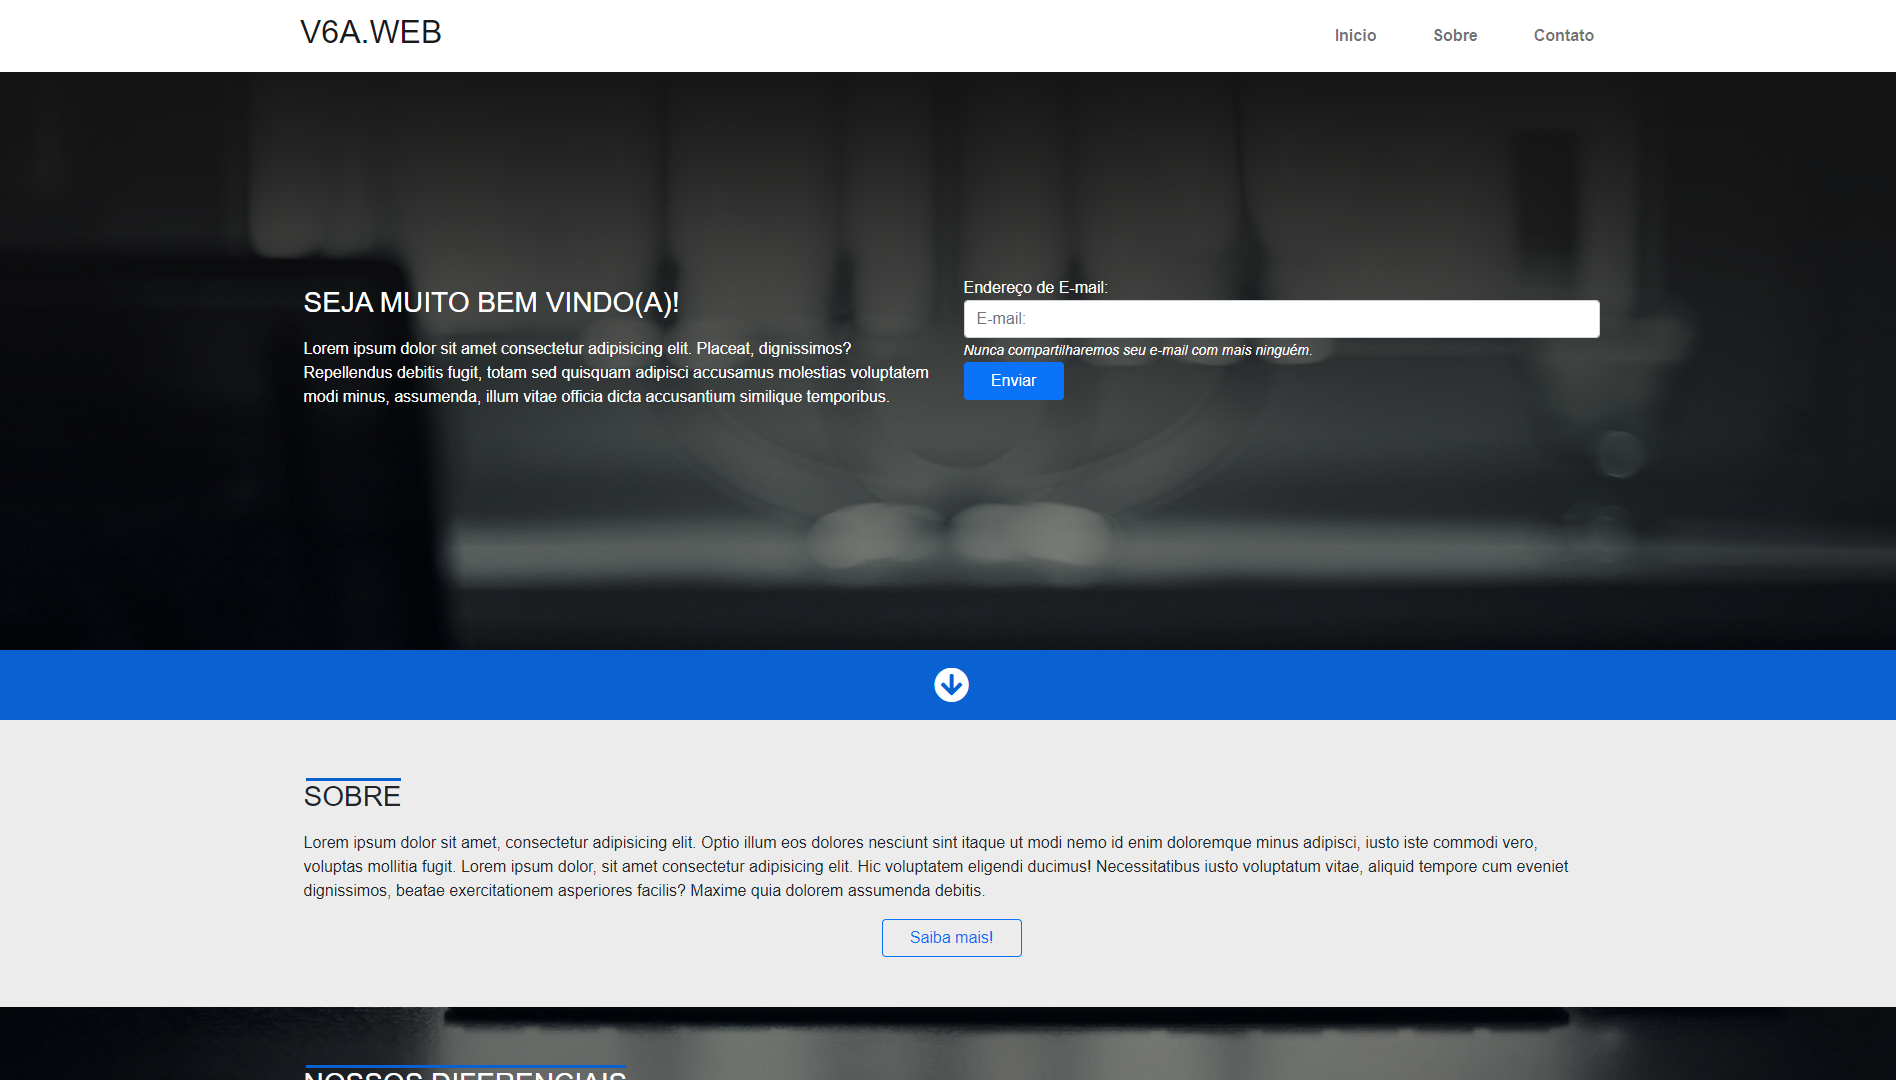 V6A.WEB
Inicio Sobre Contato
SEJA MUITO BEM VINDO(A)!
Lorem ipsum dolor sit amet consectetur adipisicing elit. Placeat, dignissimos?
Repellendus debitis fugit, totam sed quisquam adipisci accusamus molestias voluptatem
modi minus, assumenda, illum vitae officia dicta accusantium similique temporibus.
Endereço de E-mail:
E-mail:
Nunca compartilharemos seu e-mail com mais ninguém.
Enviar
SOBRE
Lorem ipsum dolor sit amet, consectetur adipisicing elit. Optio illum eos dolores nesciunt sint itaque ut modi nemo id enim doloremque minus adipisci, iusto iste commodi vero,
voluptas mollitia fugit. Lorem ipsum dolor, sit amet consectetur adipisicing elit. Hic voluptatem eligendi ducimus! Necessitatibus iusto voluptatum vitae, aliquid tempore cum eveniet
dignissimos, beatae exercitationem asperiores facilis? Maxime quia dolorem assumenda debitis.
Saiba mais!
NOSSOS DIFERENCIAIS